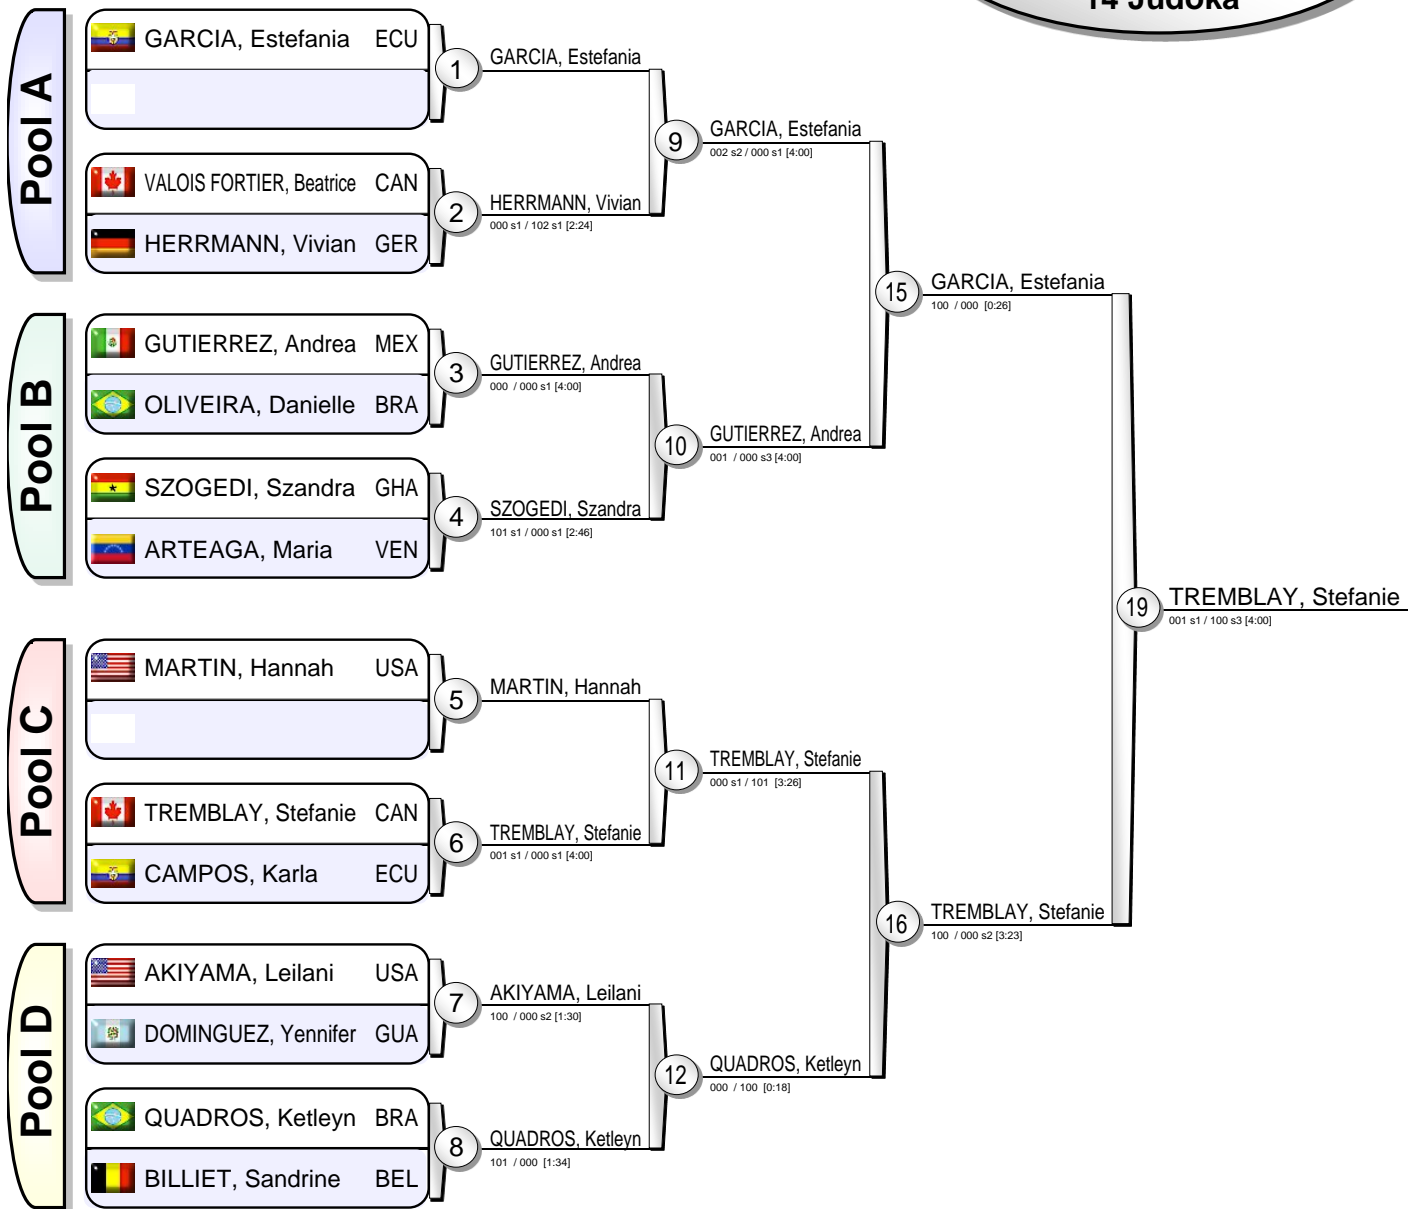 14 Judoka
Pool A
GARCIA, Estefania ECU
VALOIS FORTIER, Beatrice CAN
HERRMANN, Vivian GER
1
GARCIA, Estefania
2
HERRMANN, Vivian
000 s1 / 102 s1 [2:24]
9
GARCIA, Estefania
002 s2 / 000 s1 [4:00]
Pool B
GUTIERREZ, Andrea MEX
OLIVEIRA, Danielle BRA
SZOGEDI, Szandra GHA
ARTEAGA, Maria VEN
3
GUTIERREZ, Andrea
000 / 000 s1 [4:00]
4
SZOGEDI, Szandra
101 s1 / 000 s1 [2:46]
10
GUTIERREZ, Andrea
001 / 000 s3 [4:00]
15
GARCIA, Estefania
100 / 000 [0:26]
Pool C
MARTIN, Hannah USA
TREMBLAY, Stefanie CAN
CAMPOS, Karla ECU
5
MARTIN, Hannah
6
TREMBLAY, Stefanie
001 s1 / 000 s1 [4:00]
11
TREMBLAY, Stefanie
000 s1 / 101 [3:26]
Pool D
AKIYAMA, Leilani USA
DOMINGUEZ, Yennifer GUA
QUADROS, Ketleyn BRA
BILLIET, Sandrine BEL
7
AKIYAMA, Leilani
100 / 000 s2 [1:30]
8
QUADROS, Ketleyn
101 / 000 [1:34]
12
QUADROS, Ketleyn
000 / 100 [0:18]
16
TREMBLAY, Stefanie
100 / 000 s2 [3:23]
19
TREMBLAY, Stefanie
001 s1 / 100 s3 [4:00]